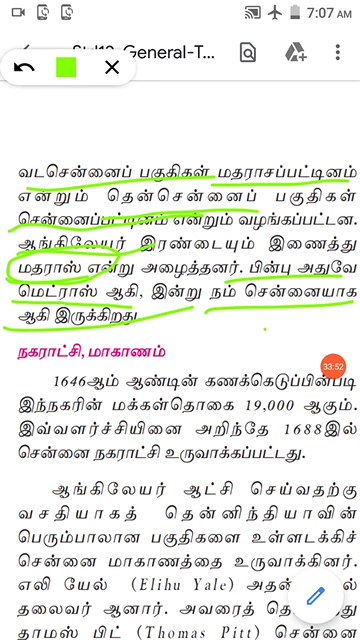 7:07 AM
Std12_General-T...
வடசென்னைப் பகுதிகள் மதராசப்பட்டினம்
என்றும் தென்சென்னைப் பகுதிகள்
சென்னைப்பட்டினம் என்றும் வழங்கப்பட்டன.
ஆங்கிலேயர் இரண்டையும் இணைத்து
மதராஸ் என்று அழைத்தனர். பின்பு அதுவே
மெட்ராஸ் ஆகி, இன்று நம் சென்னையாக
ஆகி இருக்கிறது
நகராட்சி, மாகாணம்
33:52
1646ஆம் ஆண்டின் கணக்கெடுப்பின்படி
இந்நகரின் மக்கள்தொகை 19,000 ஆகும்.
இவ்வளர்ச்சியினை அறிந்தே 1688இல்
சென்னை நகராட்சி உருவாக்கப்பட்டது.
ஆங்கிலேயர் ஆட்சி செய்வதற்கு
வசதியாகத் தென்னிந்தியாவின்
பெரும்பாலான பகுதிகளை உள்ளடக்கிச்
சென்னை மாகாணத்தை உருவாக்கினர்.
எலி யேல் (Elihu Yale) அதன்
தலைவர் ஆனார். அவரைத்
தாமஸ் பிட் (Thomas Pitt) சென்னை